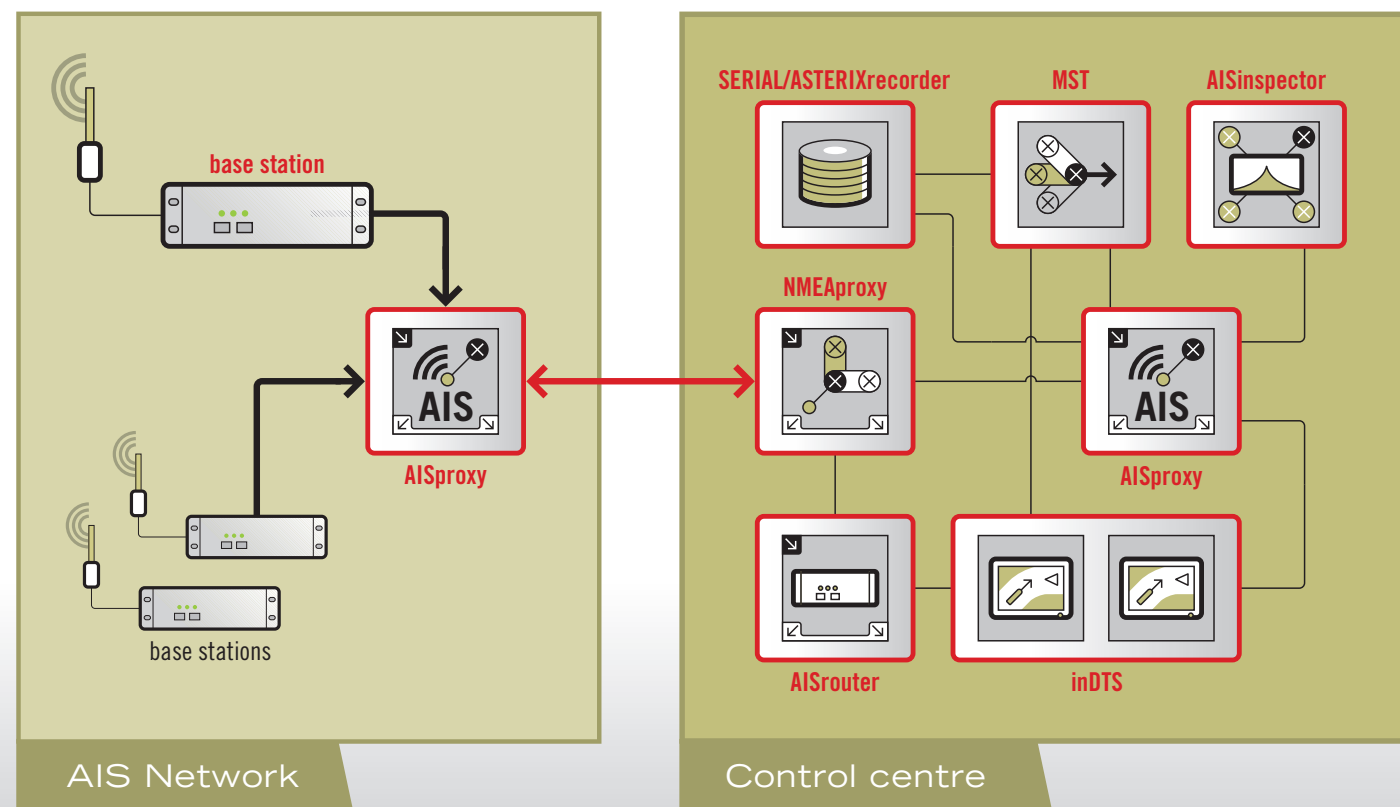 base station
AIS
AISproxy
base stations
AIS Network
SERIAL/ASTERIXrecorder
MST
AISinspector
NMEAproxy
AIS
AISproxy
AISrouter
inDTS
Control centre